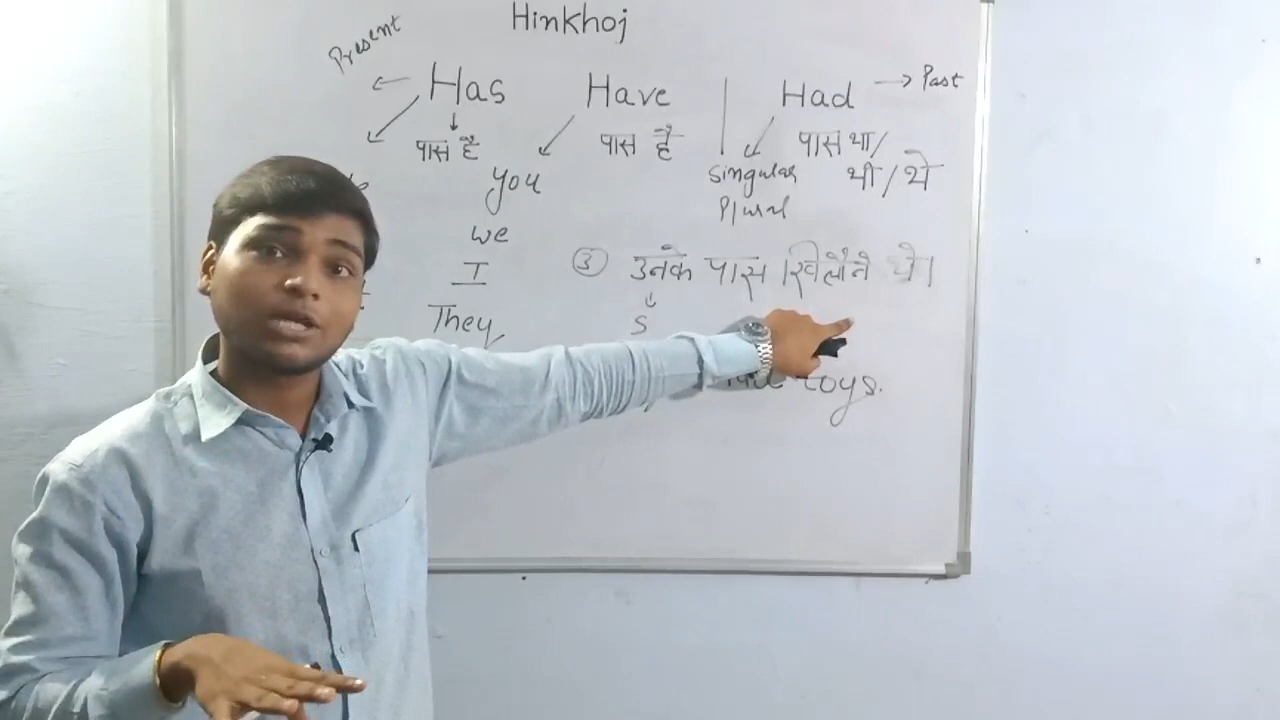 Hinkhoj
Present Has Have Had → Past
पास है पास है पास था/
थी/थे
Singular
Plural
You
We
I
They
③ उनके पास खिलौने थे।
S
toys.